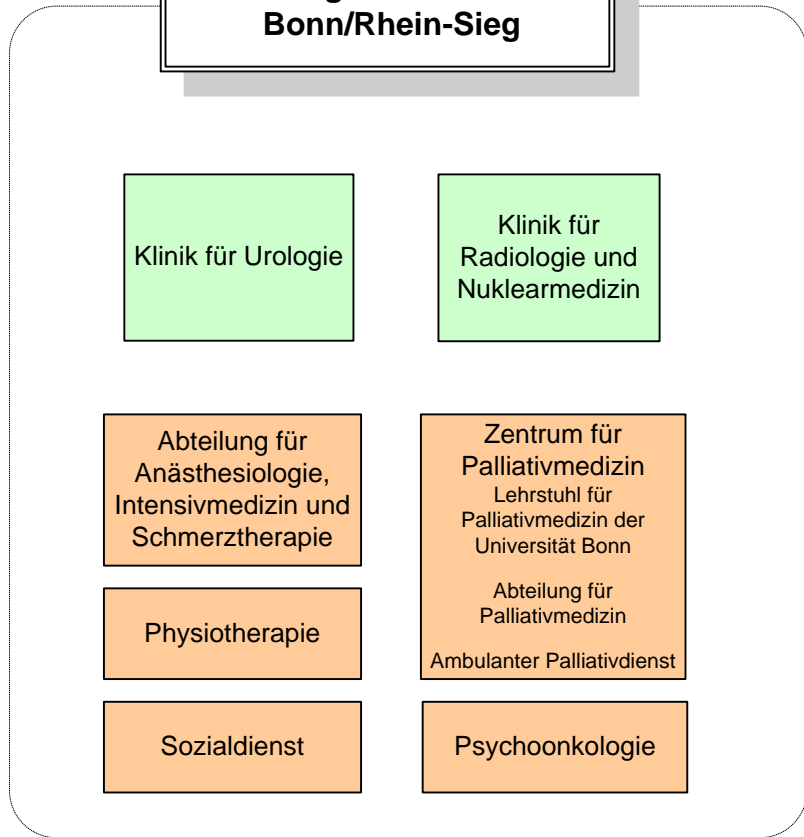 Bonn/Rhein-Sieg
Klinik für Urologie
Klinik für
Radiologie und
Nuklearmedizin
Abteilung für
Anästhesiologie,
Intensivmedizin und
Schmerztherapie
Zentrum für
Palliativmedizin
Lehrstuhl für
Palliativmedizin der
Universität Bonn
Abteilung für
Palliativmedizin
Ambulanter Palliativdienst
Physiotherapie
Sozialdienst
Psychoonkologie